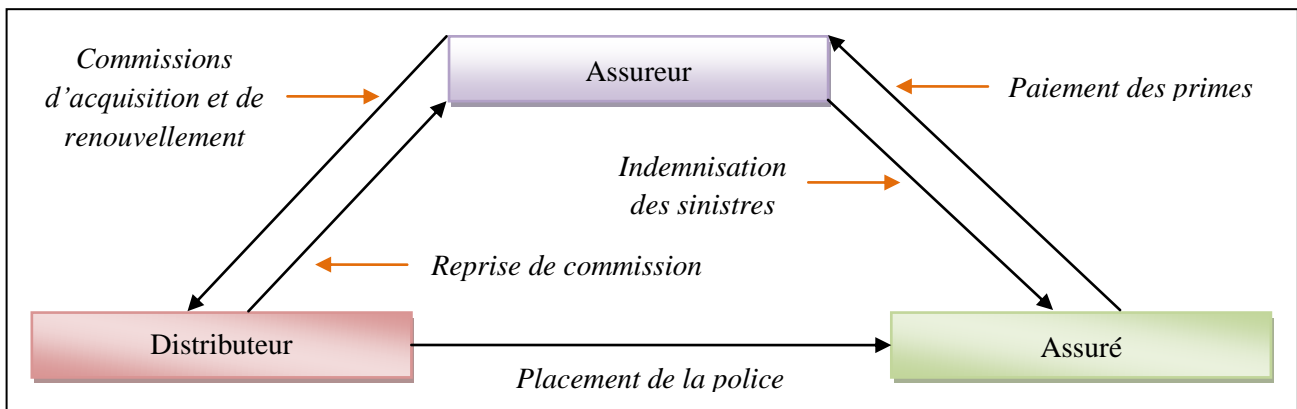 Commissions
d’acquisition et de
renouvellement
Assureur
Paiement des primes
Indemnisation
des sinistres
Reprise de commission
Distributeur
Assuré
Placement de la police